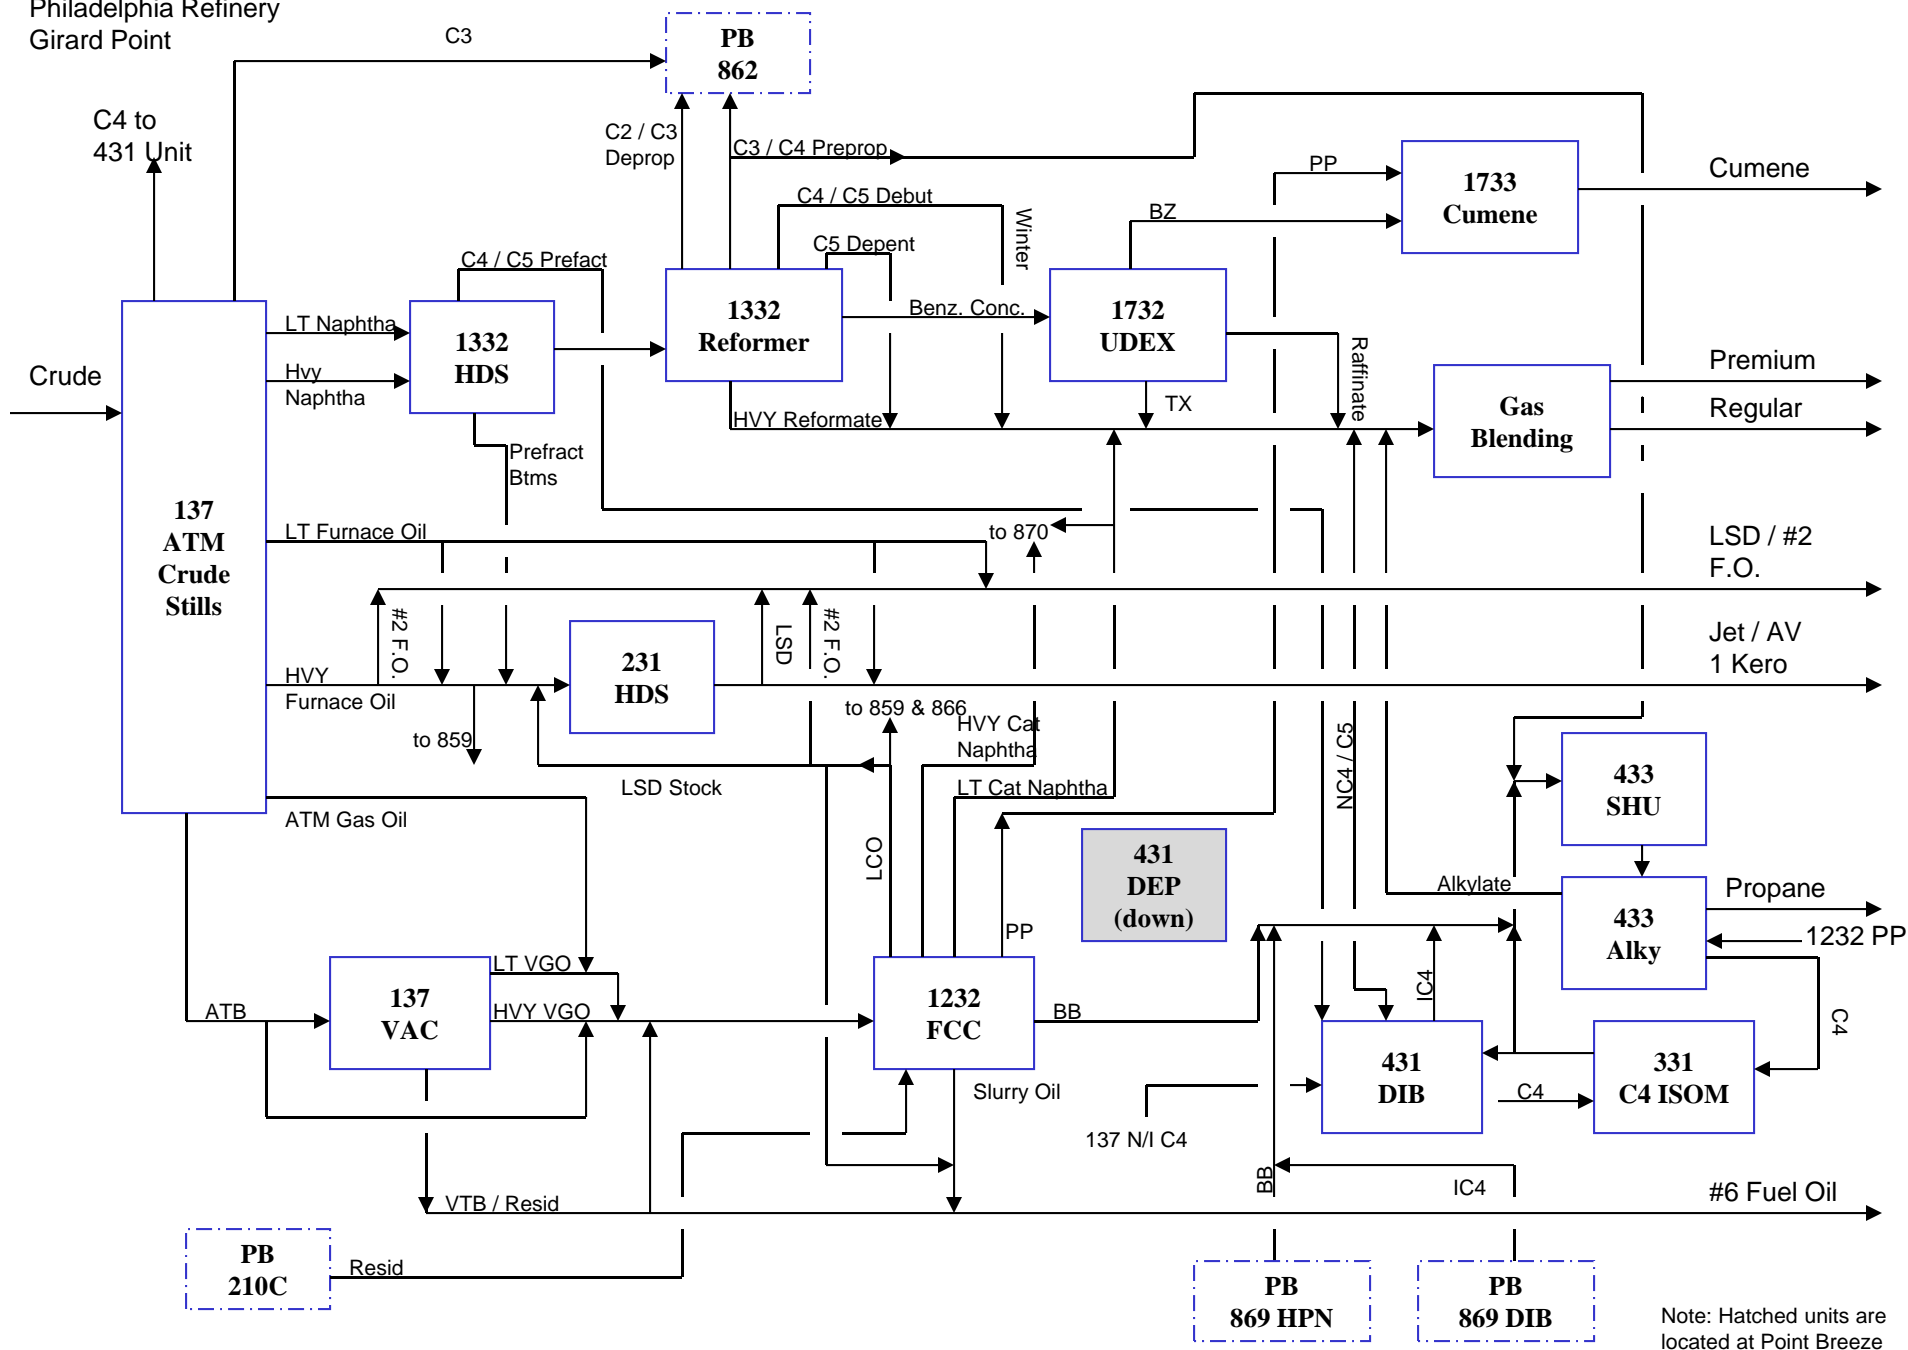 Philadelphia Refinery
Girard Point
C3
PB
862
C4 to
431 Unit
C2 / C3
Deprop
C3 / C4 Preprop
PP
1733
Cumene
Cumene
C4 / C5 Debut
Winter
BZ
C5 Depent
C4 / C5 Prefact
LT Naphtha
Hvy
Naphtha
1332
HDS
1332
Reformer
Benz. Conc.
1732
UDEX
Raffinate
Crude
Premium
Regular
TX
HVY Reformate
Gas
Blending
Prefract
Btms
137
ATM
Crude
Stills
LT Furnace Oil
to 870
LSD / #2
F.O.
#2 F.O.
LSD
#2 F.O.
231
HDS
Jet / AV
1 Kero
HVY
Furnace Oil
to 859
to 859 & 866
HVY Cat
Naphtha
NC4 / C5
LSD Stock
LT Cat Naphtha
433
SHU
ATM Gas Oil
LCO
431
DEP
(down)
Alkylate
Propane
433
Alky
1232 PP
PP
LT VGO
137
VAC
HVY VGO
ATB
1232
FCC
BB
IC4
C4
431
DIB
C4
331
C4 ISOM
Slurry Oil
137 N/I C4
BB
IC4
VTB / Resid
#6 Fuel Oil
PB
210C
Resid
PB
869 HPN
PB
869 DIB
Note: Hatched units are
located at Point Breeze